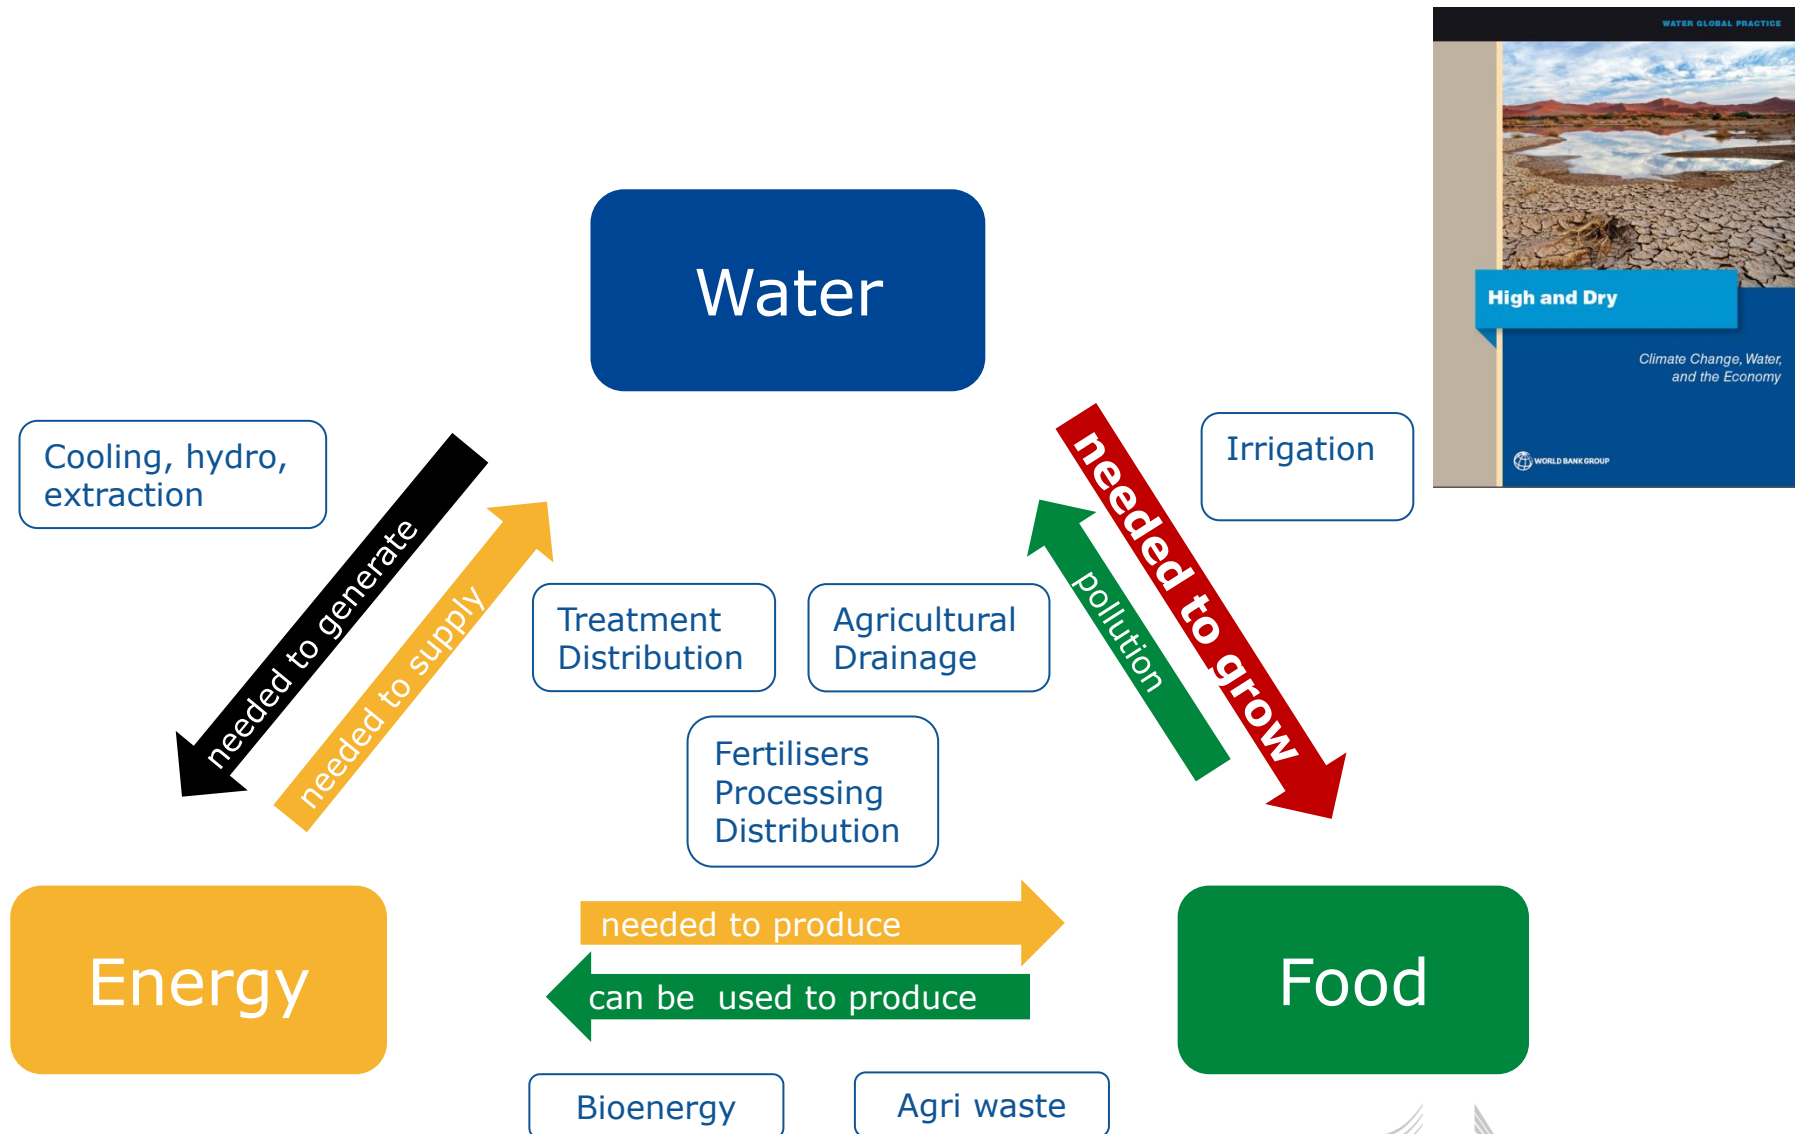 WATER GLOBAL PRACTICE
High and Dry
Climate Change, Water,
and the Economy
WORLD BANK GROUP
Water
Cooling, hydro,
extraction
needed to generate
needed to supply
Treatment
Distribution
Agricultural
Drainage
pollution
needed to grow
Irrigation
Fertilisers
Processing
Distribution
needed to produce
can be  used to produce
Energy
Food
Bioenergy
Agri waste